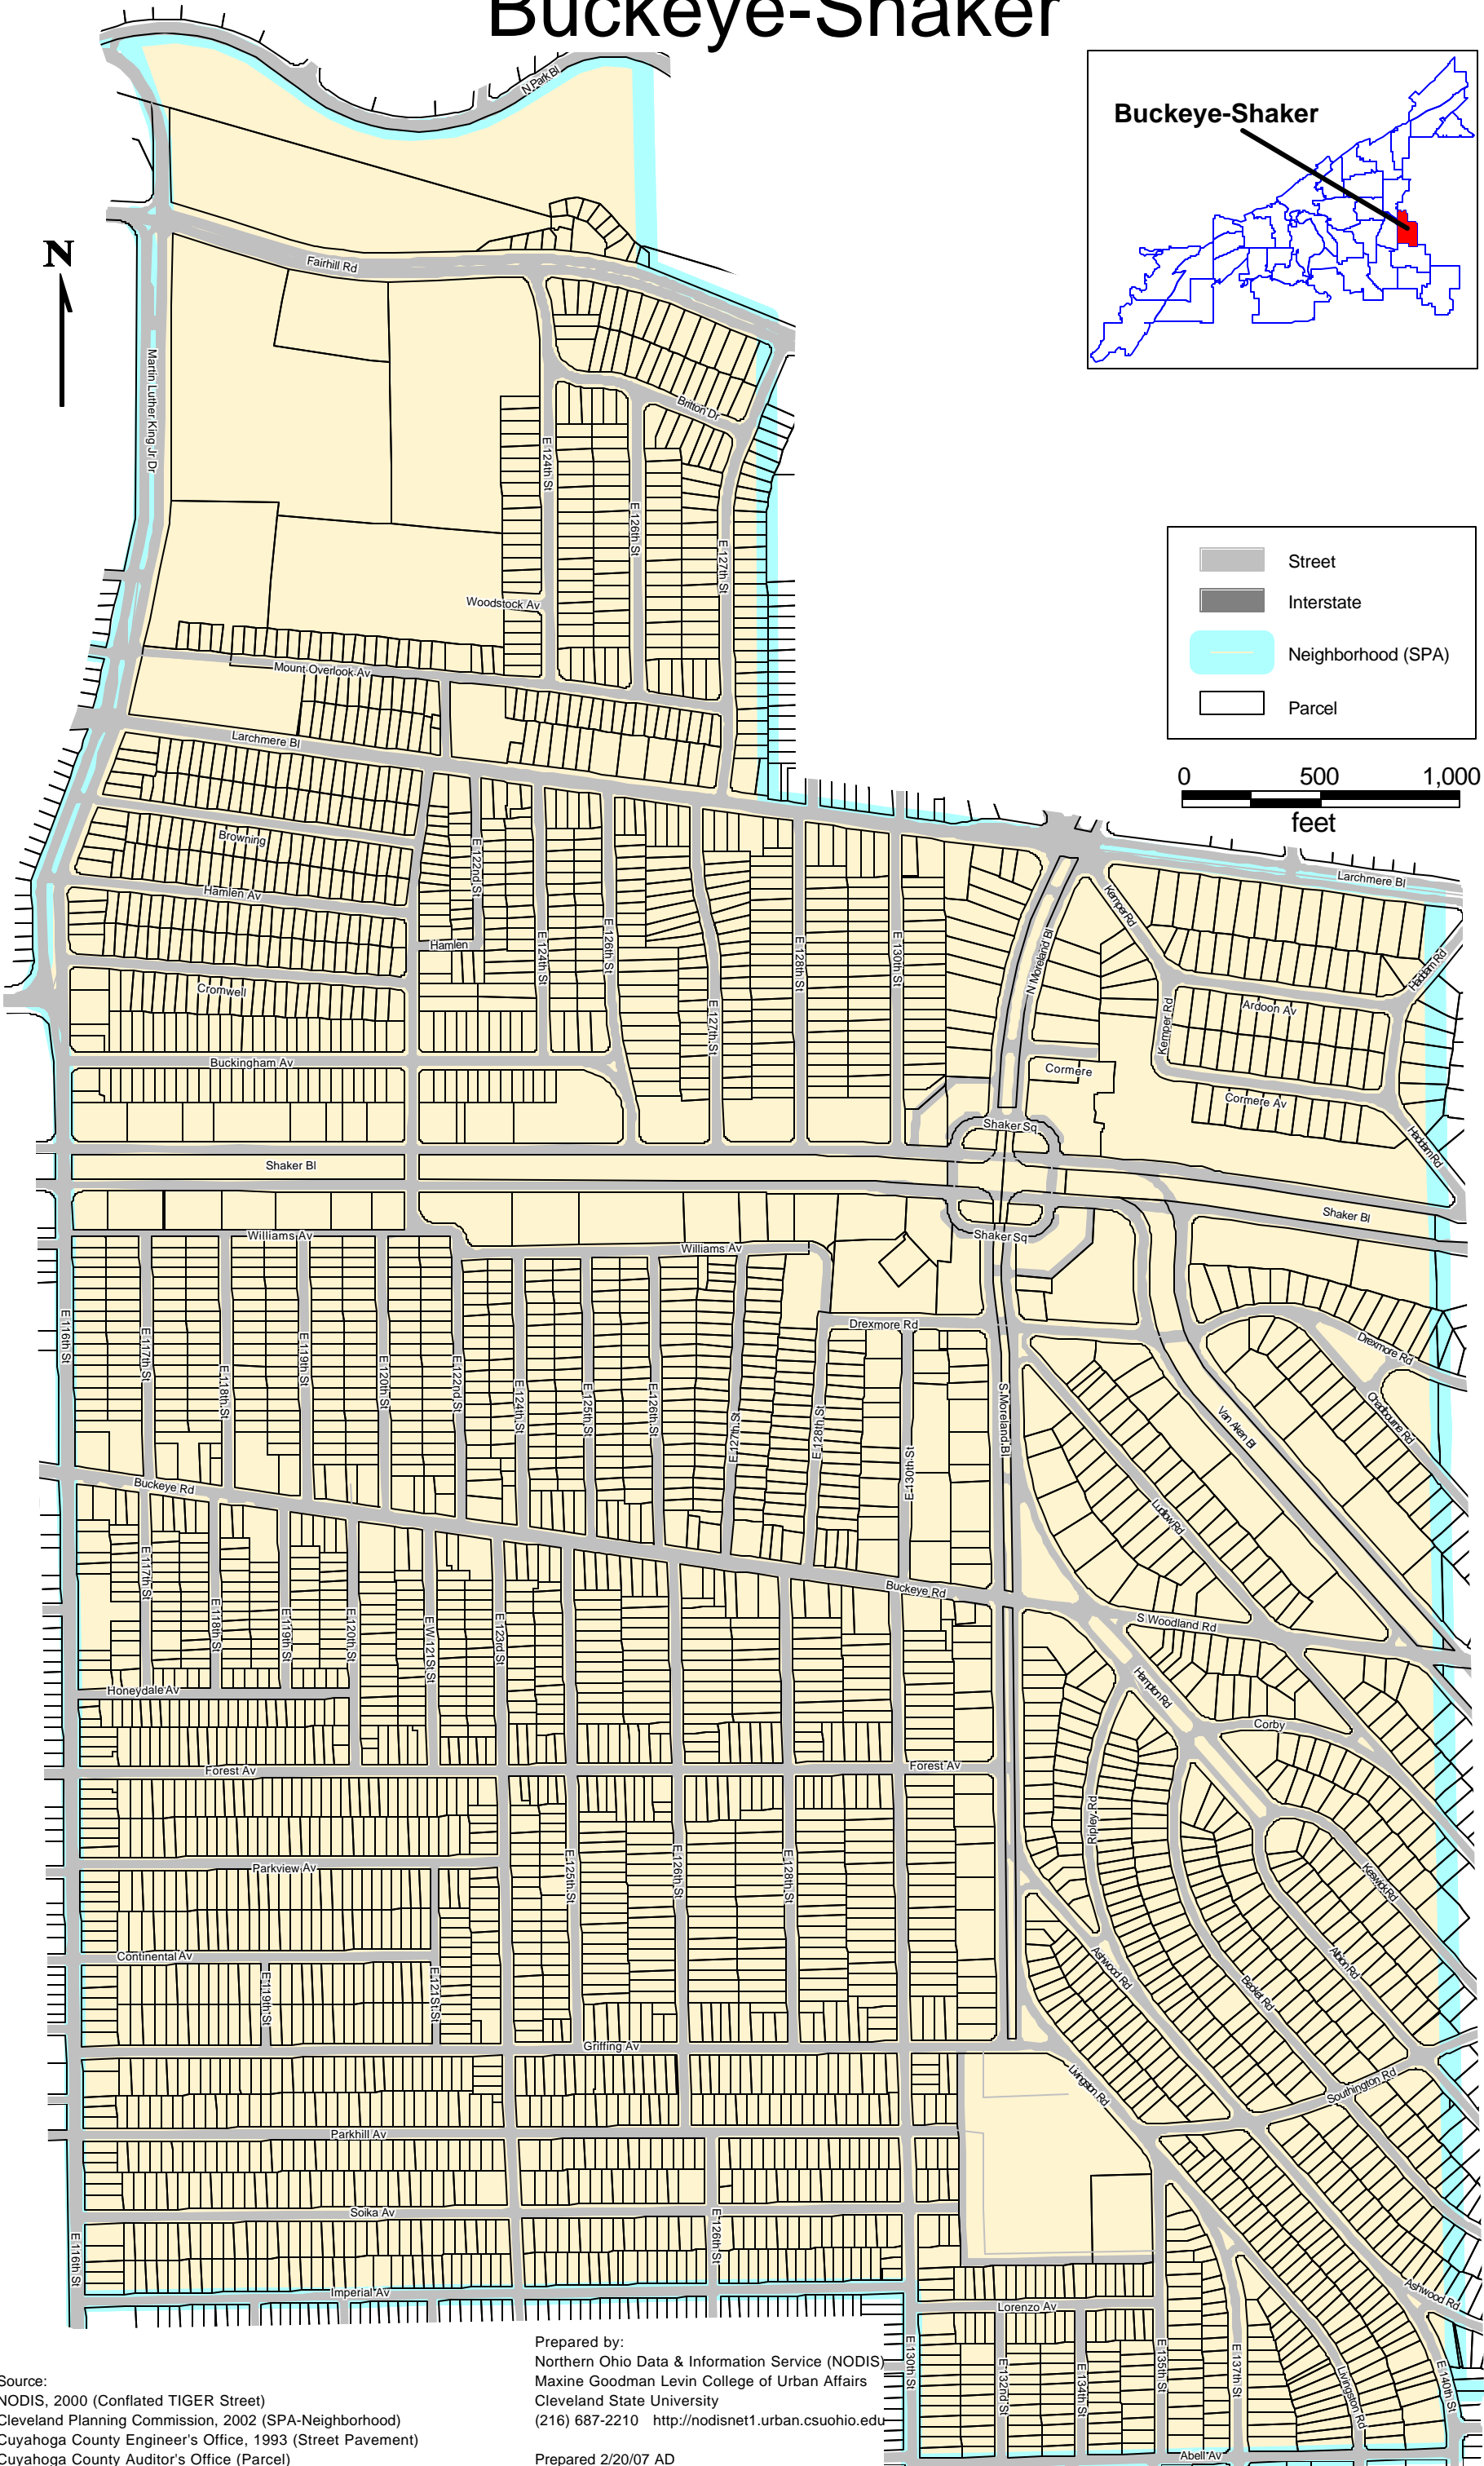 Buckeye-Shaker
N Park Bl
Buckeye-Shaker
N
Fairhill Rd
Martin Luther King Jr Dr
Britton Dr
E 124th St
E 126th St
E 127th St
Woodstock Av
Mount Overlook Av
Street
Interstate
Neighborhood (SPA)
Parcel
0 500 1,000
feet
Larchmere Bl
Browning
E 122nd St
Hamlen Av
Hamlen
Cromwell
E 124th St
E 126th St
E 127th St
E 128th St
E 130th St
N Moreland Bl
Kemper Rd
Larchmere Bl
Haddam Rd
Ardoon Av
Kemper Rd
Buckingham Av
Cormere
Cormere Av
Haddam Rd
Shaker Sq
Shaker Bl
Shaker Bl
Shaker Sq
Williams Av
Williams Av
Drexmore Rd
Drexmore Rd
E 116th St
E 117th St
E 118th St
E 119th St
E 120th St
E 122nd St
E 124th St
E 125th St
E 126th St
E 127th St
E 128th St
E 130th St
S Moreland Bl
Van Aken Bl
Chadbourne Rd
Ludlow Rd
Buckeye Rd
Buckeye Rd
S Woodland Rd
E 117th St
E 118th St
E 119th St
E 120th St
E W 121St St
E 123rd St
Honeydale Av
Hampton Rd
Corby
Forest Av
Forest Av
Ripley Rd
Parkview Av
E 125th St
E 126th St
E 128th St
Keswick Rd
Continental Av
E 119th St
E 121St St
Ashwood Rd
Becket Rd
Albion Rd
Griffing Av
Livingston Rd
Southington Rd
Parkhill Av
Soika Av
E 116th St
E 126th St
Imperial Av
Lorenzo Av
Ashwood Rd
E 130th St
E 132nd St
E 134th St
E 135th St
E 137th St
Livingston Rd
E 140th St
Abell Av
Source:
NODIS, 2000 (Conflated TIGER Street)
Cleveland Planning Commission, 2002 (SPA-Neighborhood)
Cuyahoga County Engineer's Office, 1993 (Street Pavement)
Cuyahoga County Auditor's Office (Parcel)
Prepared by:
Northern Ohio Data & Information Service (NODIS)
Maxine Goodman Levin College of Urban Affairs
Cleveland State University
(216) 687-2210 http://nodisnet1.urban.csuohio.edu
Prepared 2/20/07 AD